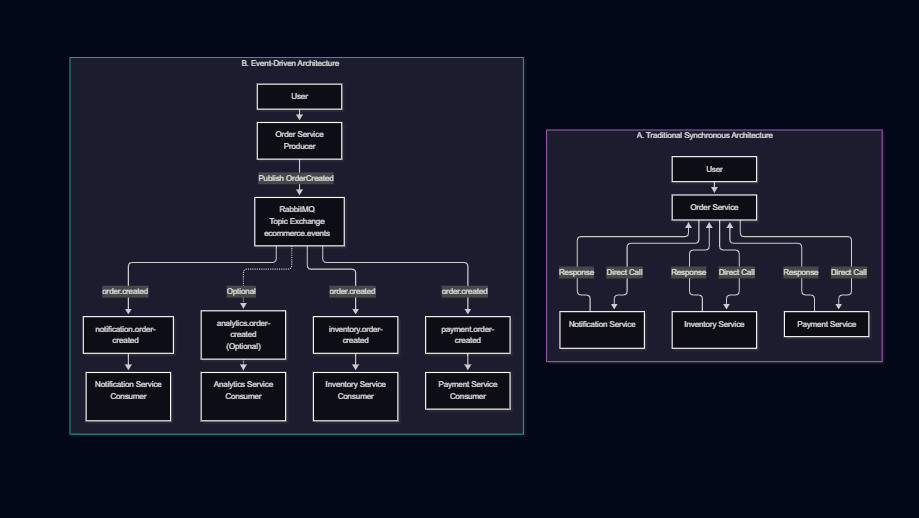 B. Event-Driven Architecture
User
Order Service
Producer
Publish OrderCreated
RabbitMQ
Topic Exchange
ecommerce.events
order.created
Optional
order.created
order.created
notification.order-
created
analytics.order-
created
(Optional)
inventory.order-
created
payment.order-
created
Notification Service
Consumer
Analytics Service
Consumer
Inventory Service
Consumer
Payment Service
Consumer
A. Traditional Synchronous Architecture
User
Order Service
Response
Direct Call
Response
Direct Call
Response
Direct Call
Notification Service
Inventory Service
Payment Service